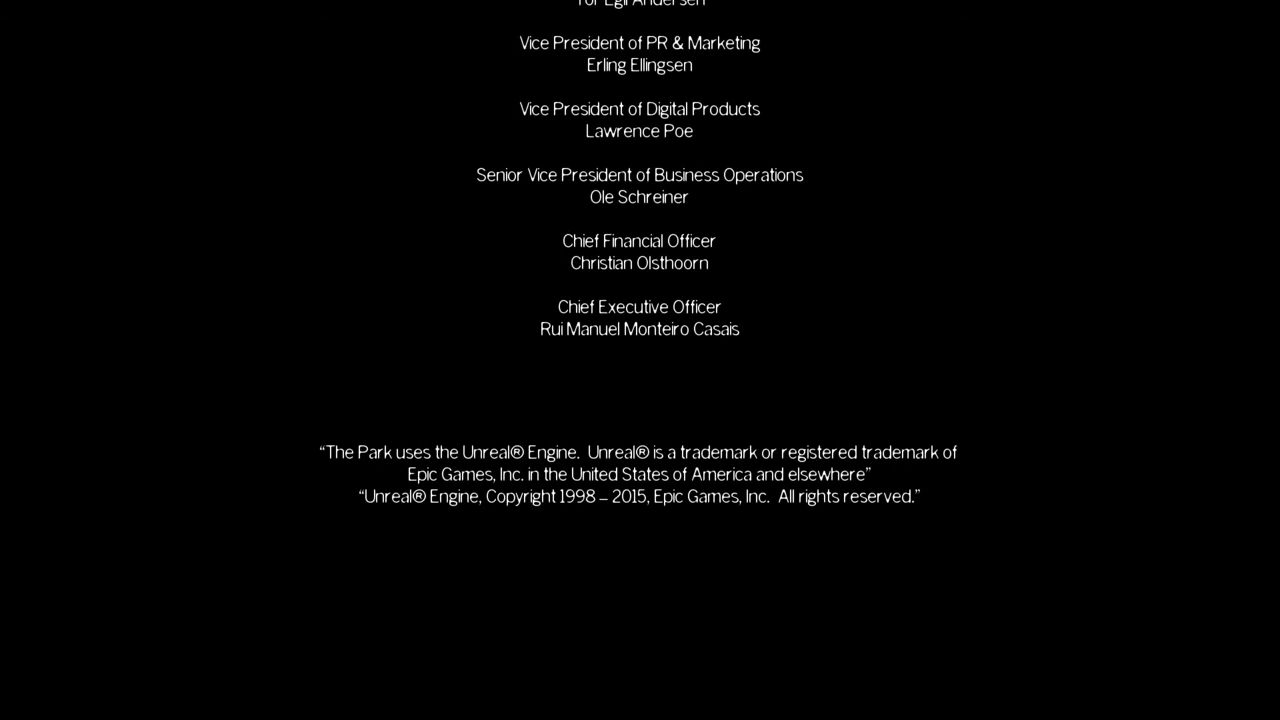 Tor Egil Andersen
Vice President of PR & Marketing
Erling Ellingsen
Vice President of Digital Products
Lawrence Poe
Senior Vice President of Business Operations
Ole Schreiner
Chief Financial Officer
Christian Olsthoorn
Chief Executive Officer
Rui Manuel Monteiro Casais
“The Park uses the Unreal® Engine.  Unreal® is a trademark or registered trademark of
Epic Games, Inc. in the United States of America and elsewhere”
“Unreal® Engine, Copyright 1998 – 2015, Epic Games, Inc.  All rights reserved.”